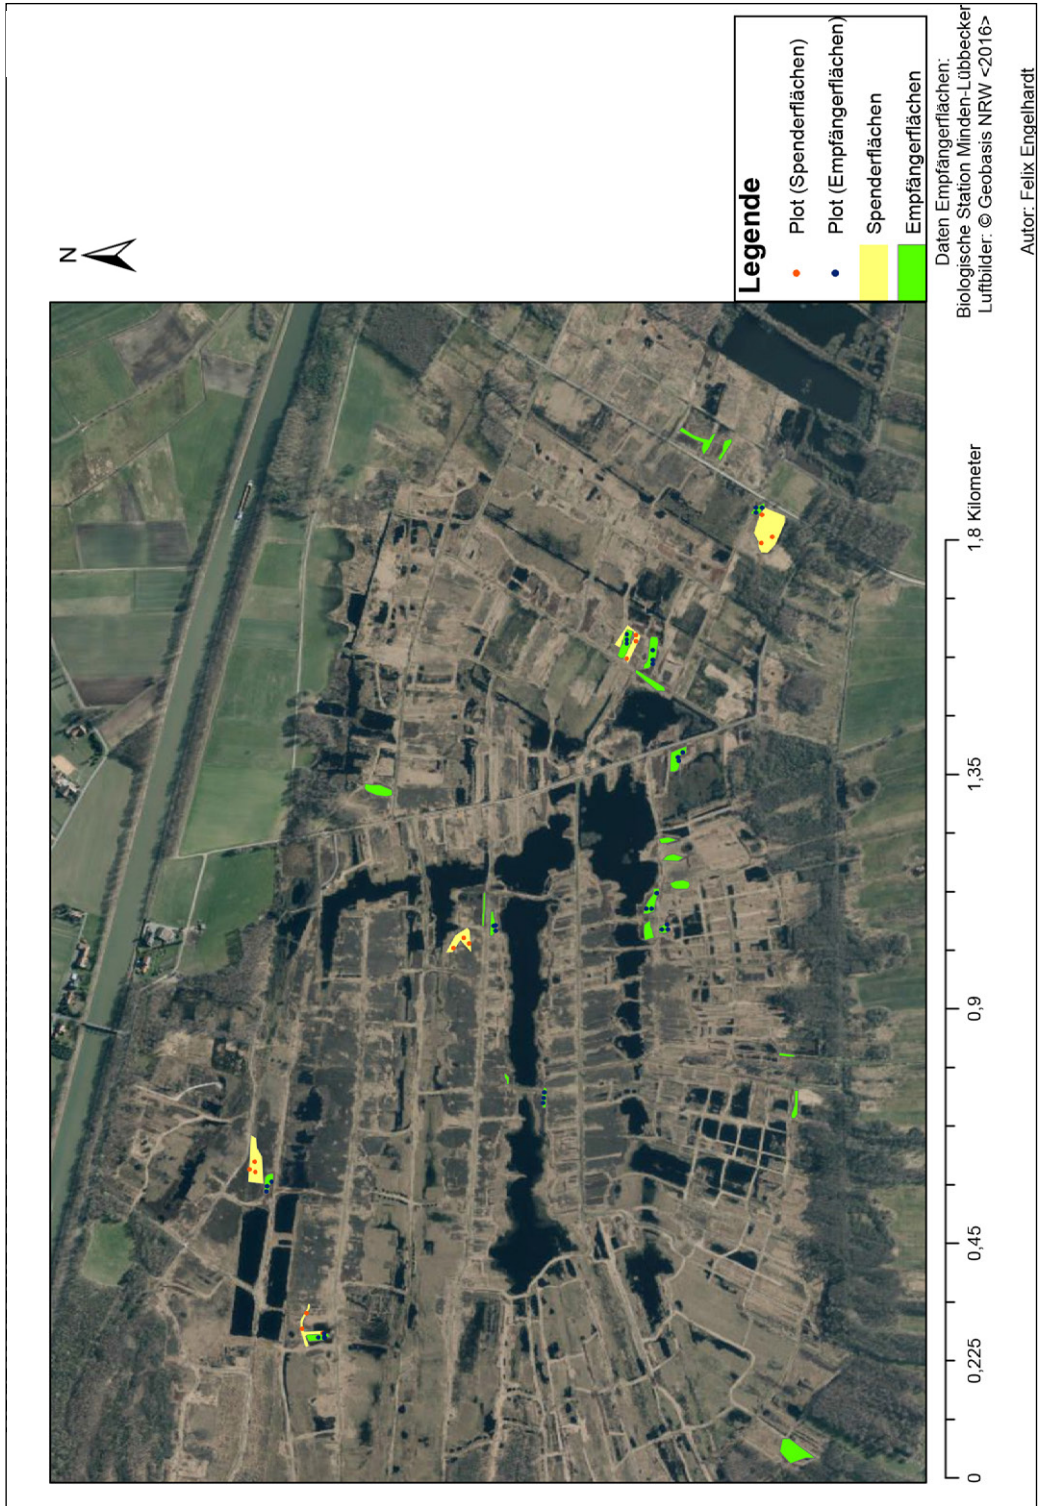 N
Legende
Plot (Spenderflächen)
Plot (Empfängerflächen)
Spenderflächen
Empfängerflächen
Daten Empfängerflächen:
Biologische Station Minden-Lübbecke
Luftbilder: © Geobasis NRW <2016>
Autor: Felix Engelhardt
0 0,225 0,45 0,9 1,35 1,8 Kilometer